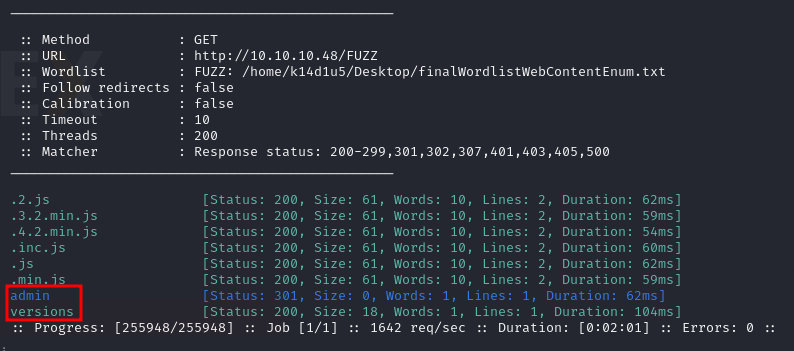 :: Method : GET
:: URL : http://10.10.10.48/FUZZ
:: Wordlist : FUZZ: /home/k14d1u5/Desktop/finalWordlistWebContentEnum.txt
:: Follow redirects : false
:: Calibration : false
:: Timeout : 10
:: Threads : 200
:: Matcher : Response status: 200-299,301,302,307,401,403,405,500
.2.js [Status: 200, Size: 61, Words: 10, Lines: 2, Duration: 62ms]
.3.2.min.js [Status: 200, Size: 61, Words: 10, Lines: 2, Duration: 59ms]
.4.2.min.js [Status: 200, Size: 61, Words: 10, Lines: 2, Duration: 54ms]
.inc.js [Status: 200, Size: 61, Words: 10, Lines: 2, Duration: 60ms]
.js [Status: 200, Size: 61, Words: 10, Lines: 2, Duration: 62ms]
.min.js [Status: 200, Size: 61, Words: 10, Lines: 2, Duration: 59ms]
admin [Status: 301, Size: 0, Words: 1, Lines: 1, Duration: 62ms]
versions [Status: 200, Size: 18, Words: 1, Lines: 1, Duration: 104ms]
:: Progress: [255948/255948] :: Job [1/1] :: 1642 req/sec :: Duration: [0:02:01] :: Errors: 0 ::